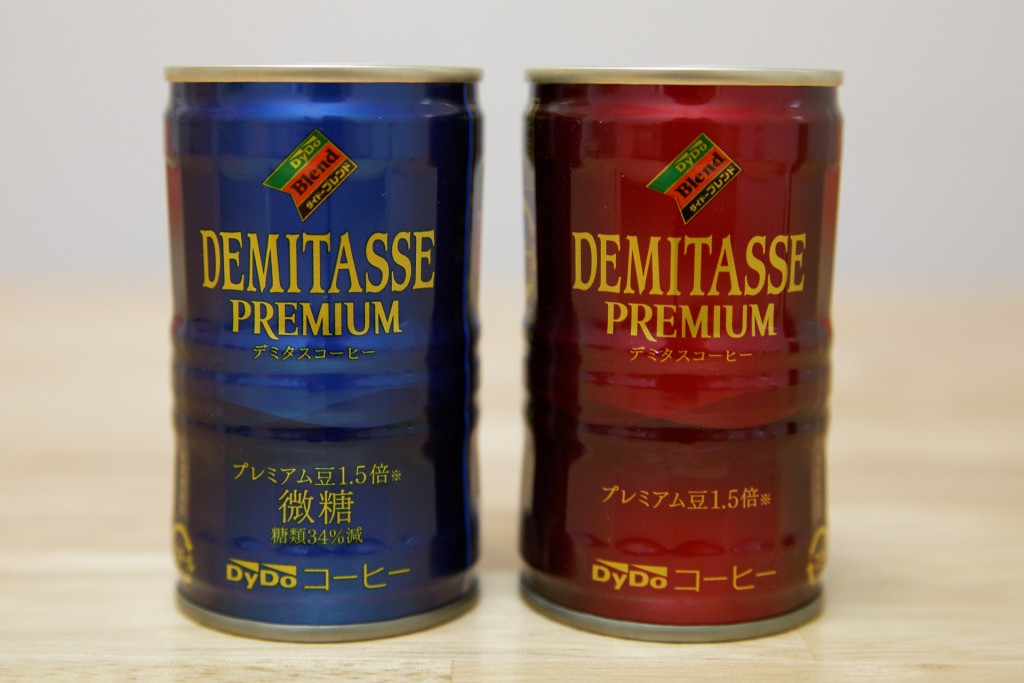 DyDo
Blend
ダイドーブレンド
DEMITASSE
PREMIUM
デミタスコーヒー
プレミアム豆1.5倍※
微糖
糖類34%減
DyDo コーヒー
DyDo
Blend
ダイドーブレンド
DEMITASSE
PREMIUM
デミタスコーヒー
プレミアム豆1.5倍※
DyDo コーヒー